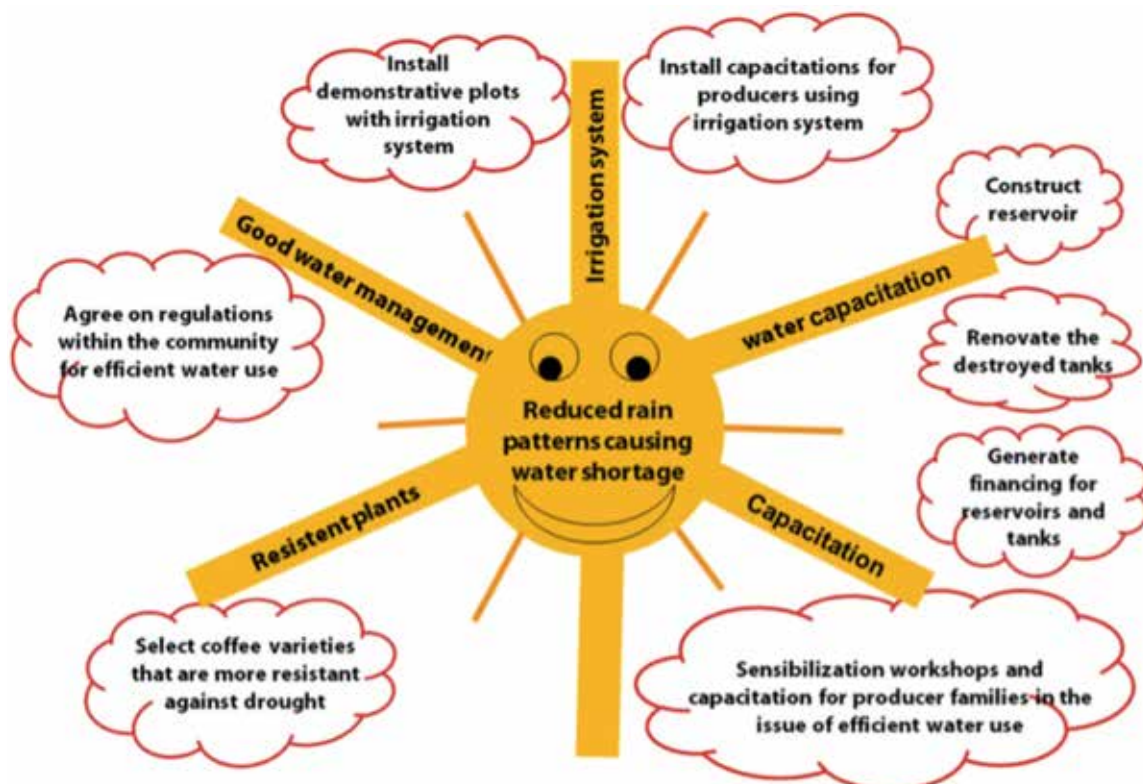 Install
demonstrative plots
with irrigation
system
Install capacitations for
producers using
irrigation system
Irrigation system
Construct
reservoir
Good water management
water capacitation
Agree on regulations
within the community
for efficient water use
Renovate the
destroyed tanks
Reduced rain
patterns causing
water shortage
Generate
financing for
reservoirs and
tanks
Resistent plants
Capacitation
Select coffee varieties
that are more resistant
against drought
Sensibilization workshops and
capacitation for producer families in the
issue of efficient water use